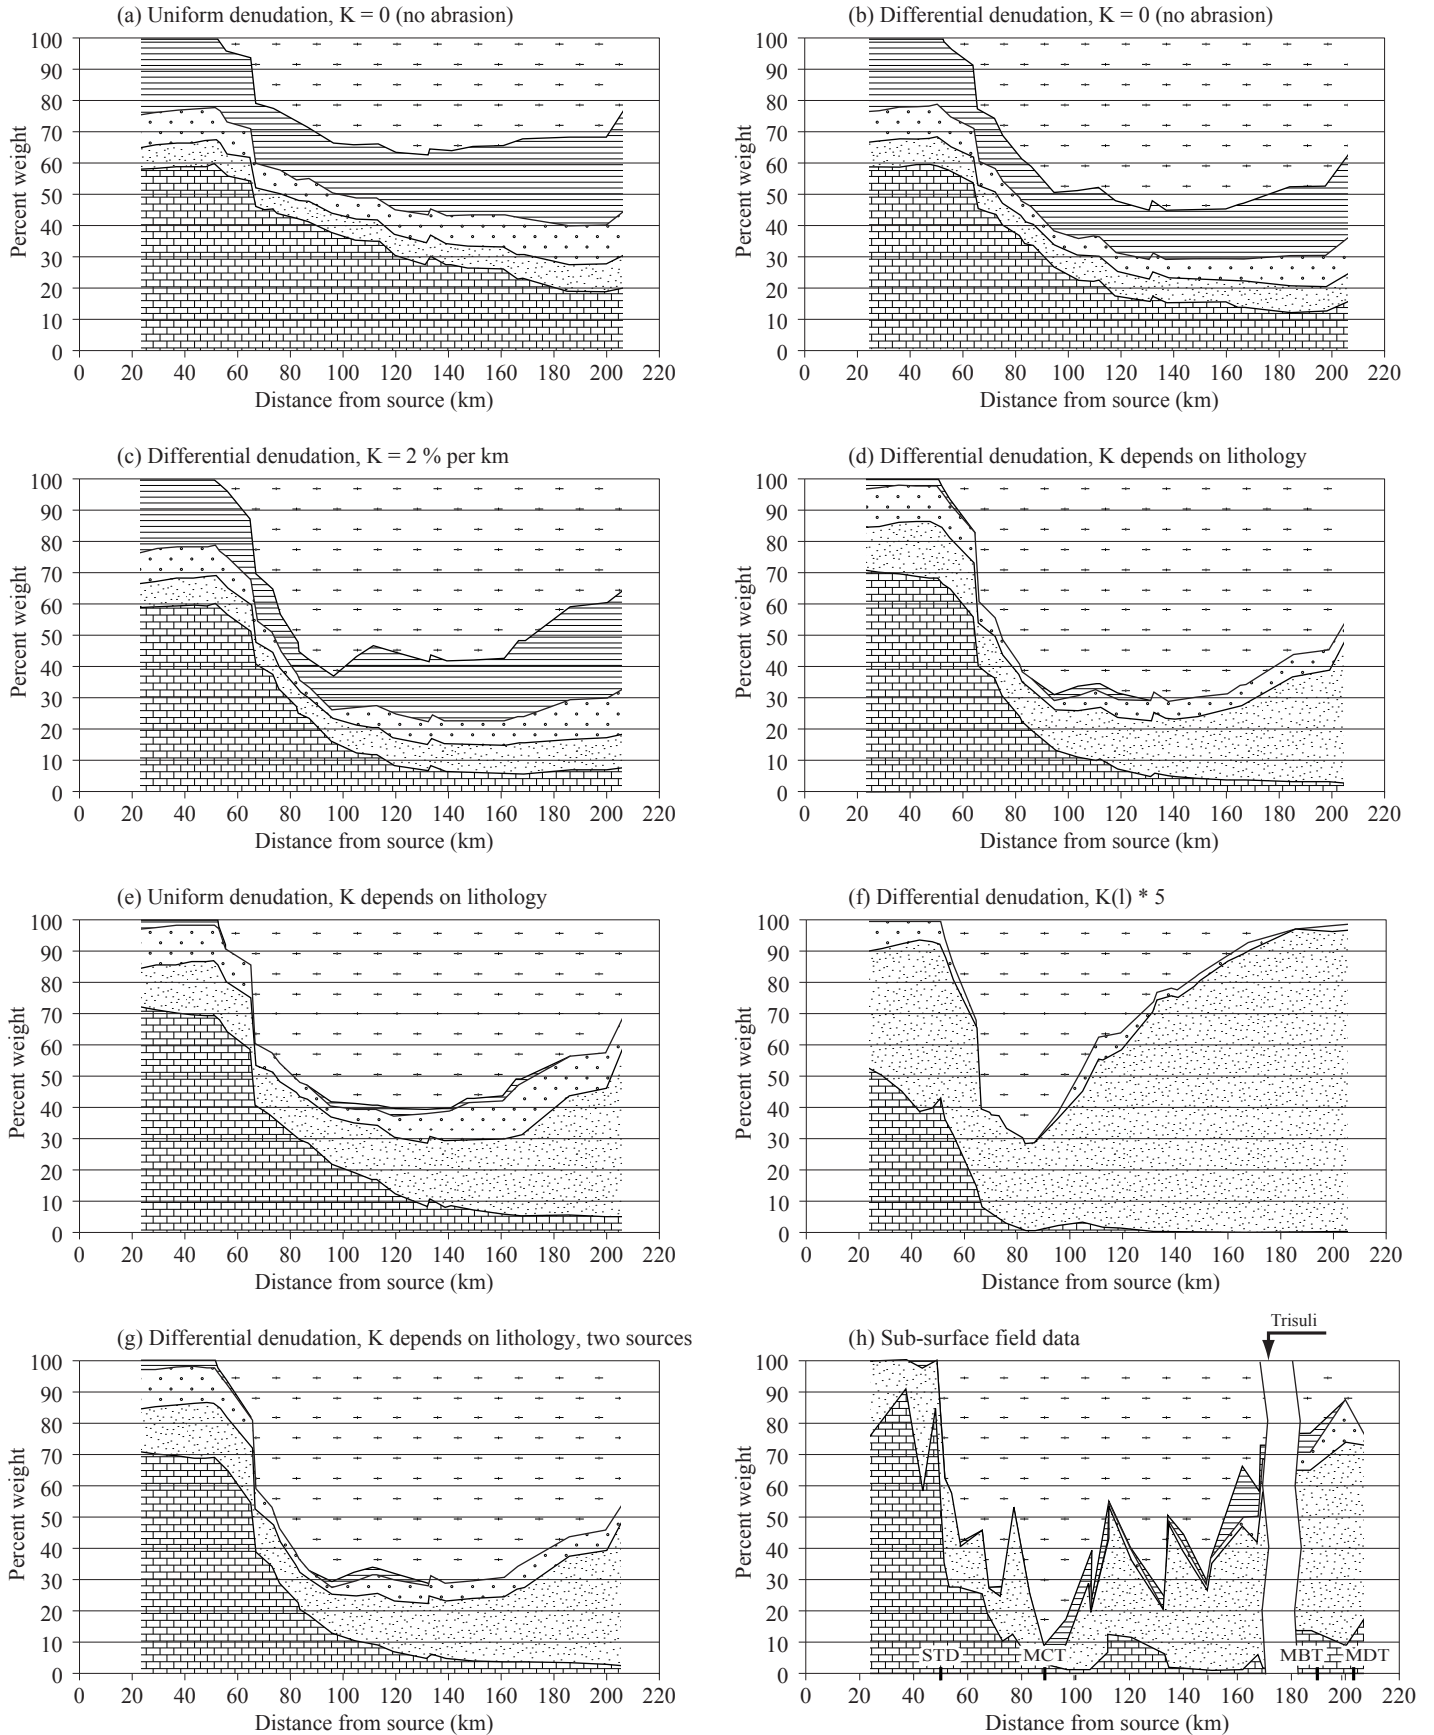 (a) Uniform denudation, K = 0 (no abrasion)
100
90
80
70
60
50
40
30
20
10
0
Percent weight
0 20 40 60 80 100 120 140 160 180 200 220
Distance from source (km)
(b) Differential denudation, K = 0 (no abrasion)
100
90
80
70
60
50
40
30
20
10
0
Percent weight
0 20 40 60 80 100 120 140 160 180 200 220
Distance from source (km)
(c) Differential denudation, K = 2 % per km
100
90
80
70
60
50
40
30
20
10
0
Percent weight
0 20 40 60 80 100 120 140 160 180 200 220
Distance from source (km)
(d) Differential denudation, K depends on lithology
100
90
80
70
60
50
40
30
20
10
0
Percent weight
0 20 40 60 80 100 120 140 160 180 200 220
Distance from source (km)
(e) Uniform denudation, K depends on lithology
100
90
80
70
60
50
40
30
20
10
0
Percent weight
0 20 40 60 80 100 120 140 160 180 200 220
Distance from source (km)
(f) Differential denudation, K(l) * 5
100
90
80
70
60
50
40
30
20
10
0
Percent weight
0 20 40 60 80 100 120 140 160 180 200 220
Distance from source (km)
(g) Differential denudation, K depends on lithology, two sources
100
90
80
70
60
50
40
30
20
10
0
Percent weight
0 20 40 60 80 100 120 140 160 180 200 220
Distance from source (km)
(h) Sub-surface field data
Trisuli
100
90
80
70
60
50
40
30
20
10
0
Percent weight
STD MCT MBT MDT
0 20 40 60 80 100 120 140 160 180 200 220
Distance from source (km)